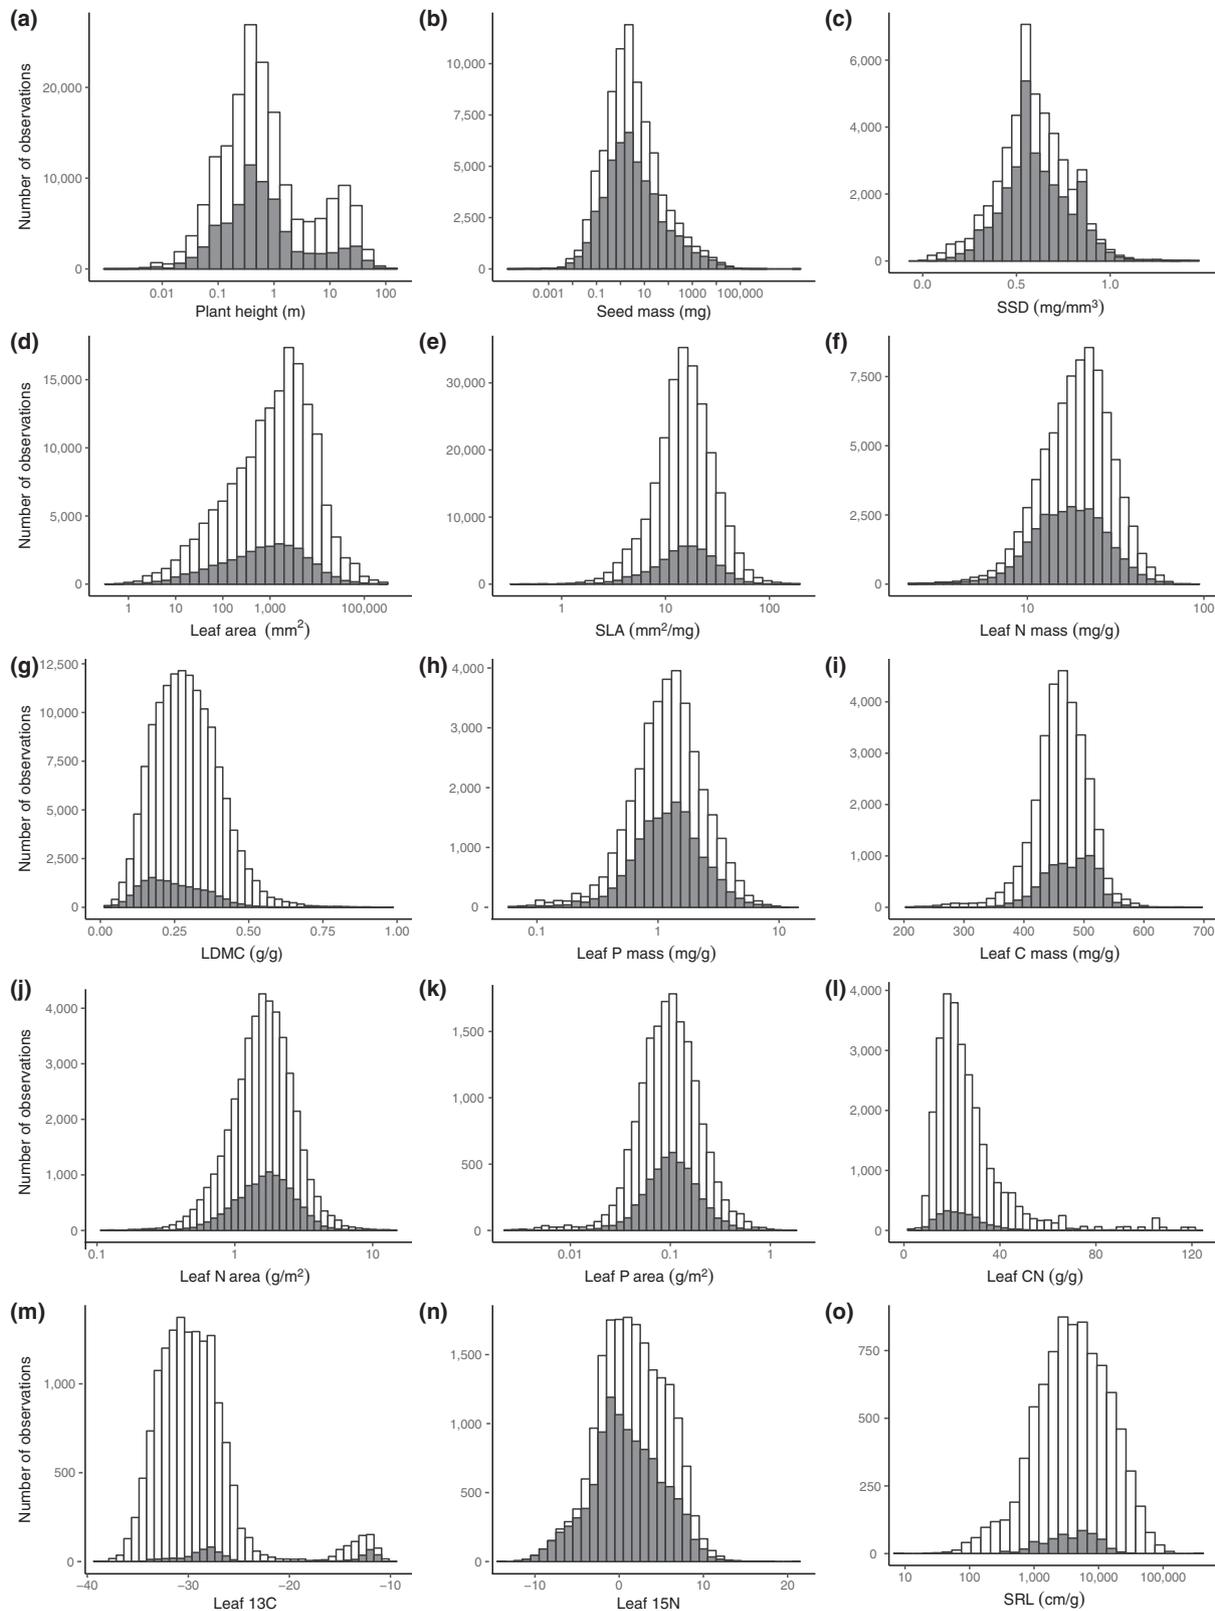 (a) (b) (c)
Number of observations
20,000
10,000
0
0.01 0.1 1 10 100
Plant height (m)
10,000
7,500
5,000
2,500
0
0.001 0.1 10 1000 100,000
Seed mass (mg)
6,000
4,000
2,000
0
0.0 0.5 1.0
SSD (mg/mm³)
(d) (e) (f)
Number of observations
15,000
10,000
5,000
0
1 10 100 1,000 100,000
Leaf area (mm²)
30,000
20,000
10,000
0
1 10 100
SLA (mm²/mg)
7,500
5,000
2,500
0
10 100
Leaf N mass (mg/g)
(g) (h) (i)
Number of observations
12,500
10,000
7,500
5,000
2,500
0
0.00 0.25 0.50 0.75 1.00
LDMC (g/g)
4,000
3,000
2,000
1,000
0
0.1 1 10
Leaf P mass (mg/g)
4,000
3,000
2,000
1,000
0
200 300 400 500 600 700
Leaf C mass (mg/g)
(j) (k) (l)
Number of observations
4,000
3,000
2,000
1,000
0
0.1 1 10
Leaf N area (g/m²)
1,500
1,000
500
0
0.01 0.1 1
Leaf P area (g/m²)
4,000
3,000
2,000
1,000
0
0 40 80 120
Leaf CN (g/g)
(m) (n) (o)
Number of observations
1,000
500
0
−40 −30 −20 −10
Leaf 13C
1,500
1,000
500
0
−10 0 10 20
Leaf 15N
750
500
250
0
10 100 1,000 10,000 100,000
SRL (cm/g)